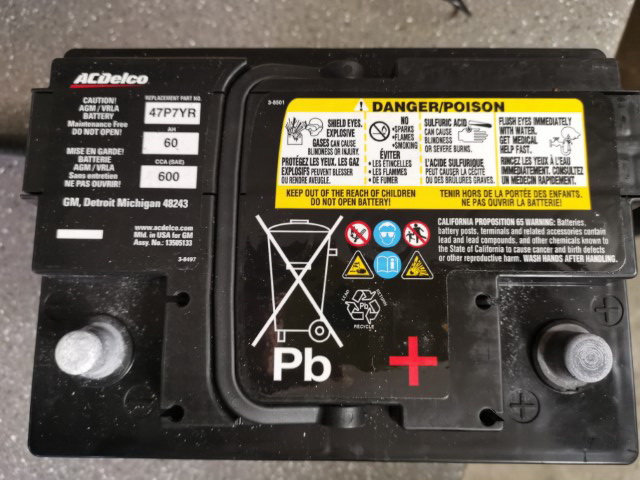 ACDelco
CAUTION!
AGM / VRLA
BATTERY
Maintenance Free
DO NOT OPEN!
MISE EN GARDE!
BATTERIE
AGM / VRLA
Sans entretien
NE PAS OUVRIR!
REPLACEMENT PART NO.
47P7YR
AH
60
CCA (SAE)
600
GM, Detroit Michigan 48243
www.acdelco.com
Mfd. in USA for GM
Assy. No.: 13505133
3-6497
3-6501
DANGER/POISON
SHIELD EYES.
EXPLOSIVE
GASES CAN CAUSE
BLINDNESS OR INJURY.
PROTÉGEZ LES YEUX. LES GAZ
EXPLOSIFS PEUVENT BLESSER
OU RENDRE AVEUGLE.
NO
•SPARKS
•FLAMES
•SMOKING
ÉVITER
• LES ÉTINCELLES
• LES FLAMMES
• DE FUMER
SULFURIC ACID
CAN CAUSE
BLINDNESS
OR SEVERE BURNS.
L'ACIDE SULFURIQUE
PEUT CAUSER LA CÉCITÉ
OU DES BRULURES GRAVES.
FLUSH EYES IMMEDIATELY
WITH WATER.
GET MEDICAL
HELP FAST.
RINCEZ LES YEUX À L'EAU
IMMÉDIATEMENT. CONSULTEZ
UN MÉDECIN RAPIDEMENT.
KEEP OUT OF THE REACH OF CHILDREN
DO NOT OPEN BATTERY!
TENIR HORS DE LA PORTÉE DES ENFANTS.
NE PAS OUVRIR LA BATTERIE!
CALIFORNIA PROPOSITION 65 WARNING: Batteries,
battery posts, terminals and related accessories contain
lead and lead compounds, and other chemicals known to
the State of California to cause cancer and birth defects
or other reproductive harm. WASH HANDS AFTER HANDLING.
LEAD
RETURN
Pb
RECYCLE
Pb
+